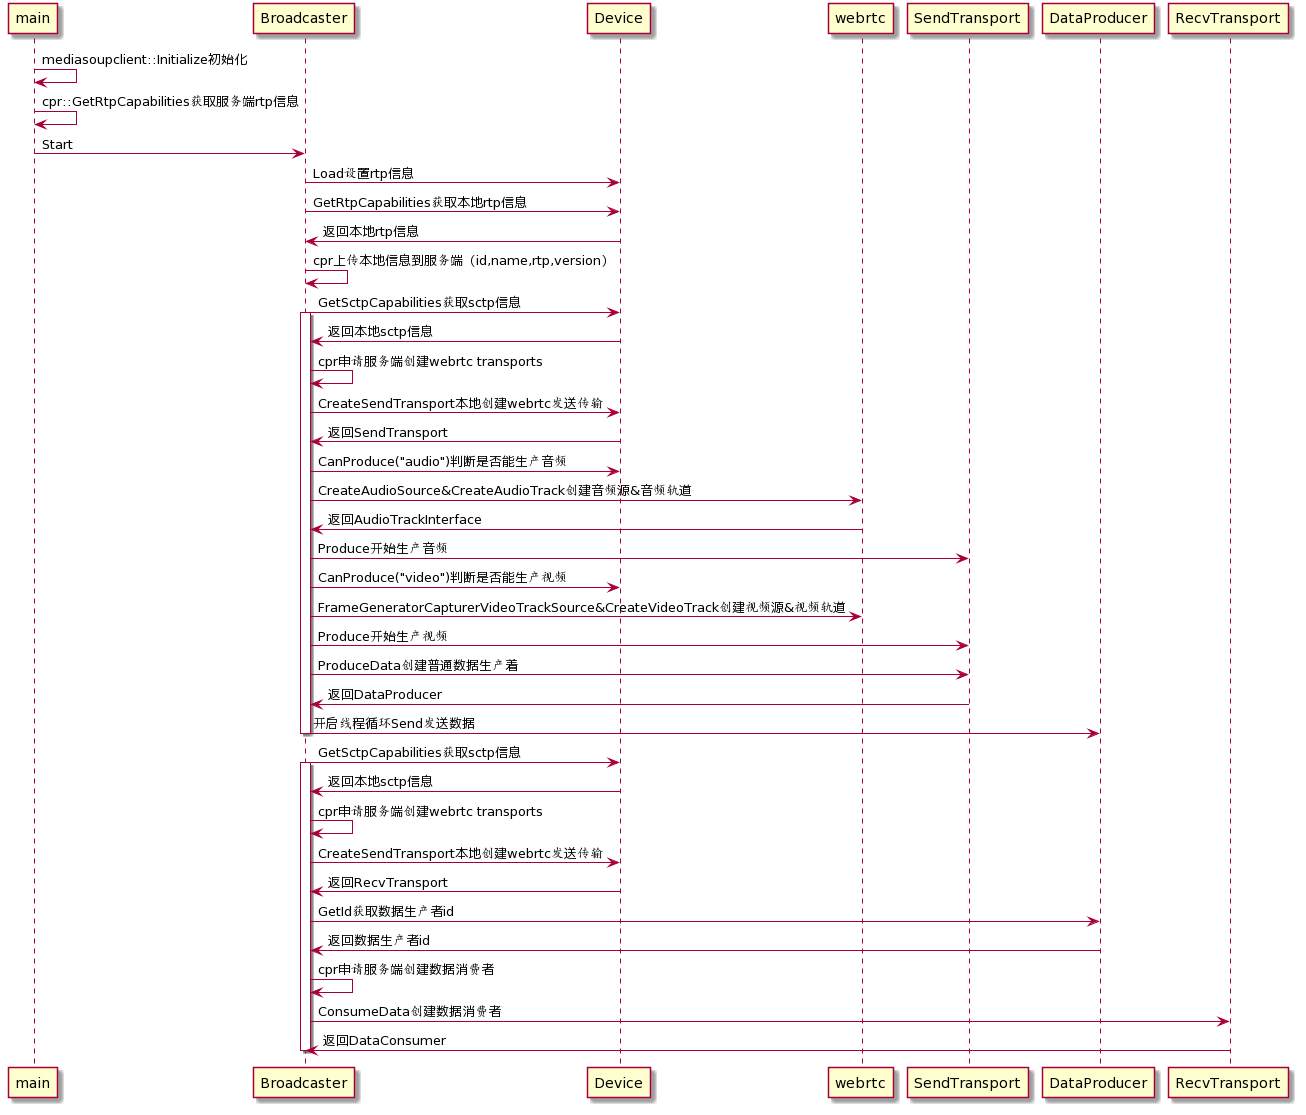 main Broadcaster Device webrtc SendTransport DataProducer RecvTransport
mediasoupclient::Initialize初始化
cpr::GetRtpCapabilities获取服务端rtp信息
Start
Load设置rtp信息
GetRtpCapabilities获取本地rtp信息
返回本地rtp信息
cpr上传本地信息到服务端（id,name,rtp,version）
GetSctpCapabilities获取sctp信息
返回本地sctp信息
cpr申请服务端创建webrtc transports
CreateSendTransport本地创建webrtc发送传输
返回SendTransport
CanProduce("audio")判断是否能生产音频
CreateAudioSource&CreateAudioTrack创建音频源&音频轨道
返回AudioTrackInterface
Produce开始生产音频
CanProduce("video")判断是否能生产视频
FrameGeneratorCapturerVideoTrackSource&CreateVideoTrack创建视频源&视频轨道
Produce开始生产视频
ProduceData创建普通数据生产着
返回DataProducer
开启线程循环Send发送数据
GetSctpCapabilities获取sctp信息
返回本地sctp信息
cpr申请服务端创建webrtc transports
CreateSendTransport本地创建webrtc发送传输
返回RecvTransport
GetId获取数据生产者id
返回数据生产者id
cpr申请服务端创建数据消费者
ConsumeData创建数据消费者
返回DataConsumer
main Broadcaster Device webrtc SendTransport DataProducer RecvTransport